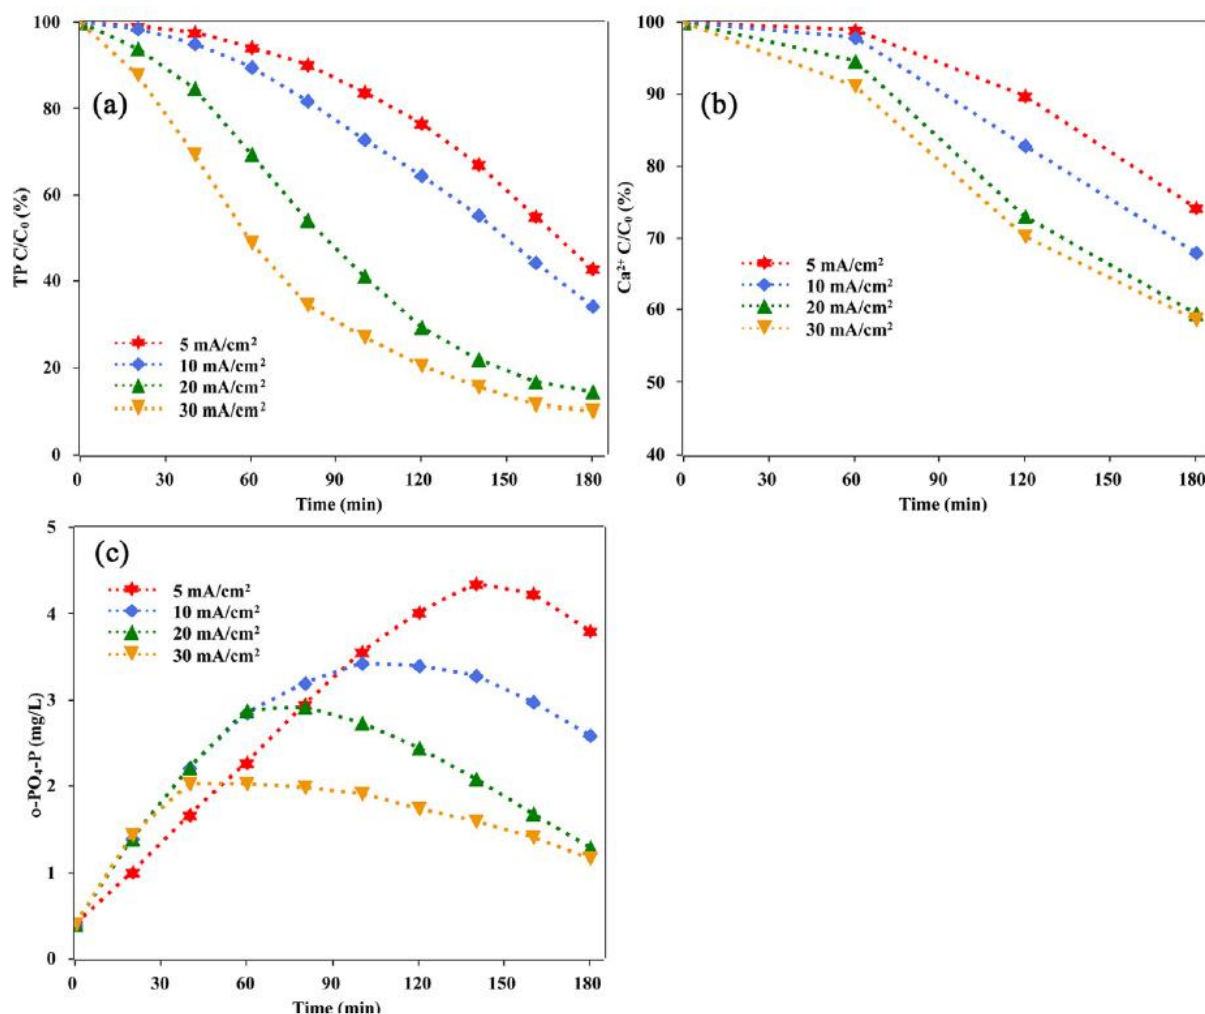 100
80
60
40
20
0
TP C/C₀ (%)
(a)
5 mA/cm²
10 mA/cm²
20 mA/cm²
30 mA/cm²
0 30 60 90 120 150 180
Time (min)
100
90
80
70
60
50
40
Ca²⁺ C/C₀ (%)
(b)
5 mA/cm²
10 mA/cm²
20 mA/cm²
30 mA/cm²
0 30 60 90 120 150 180
Time (min)
5
4
3
2
1
0
o-PO₄-P (mg/L)
(c)
5 mA/cm²
10 mA/cm²
20 mA/cm²
30 mA/cm²
0 30 60 90 120 150 180
Time (min)